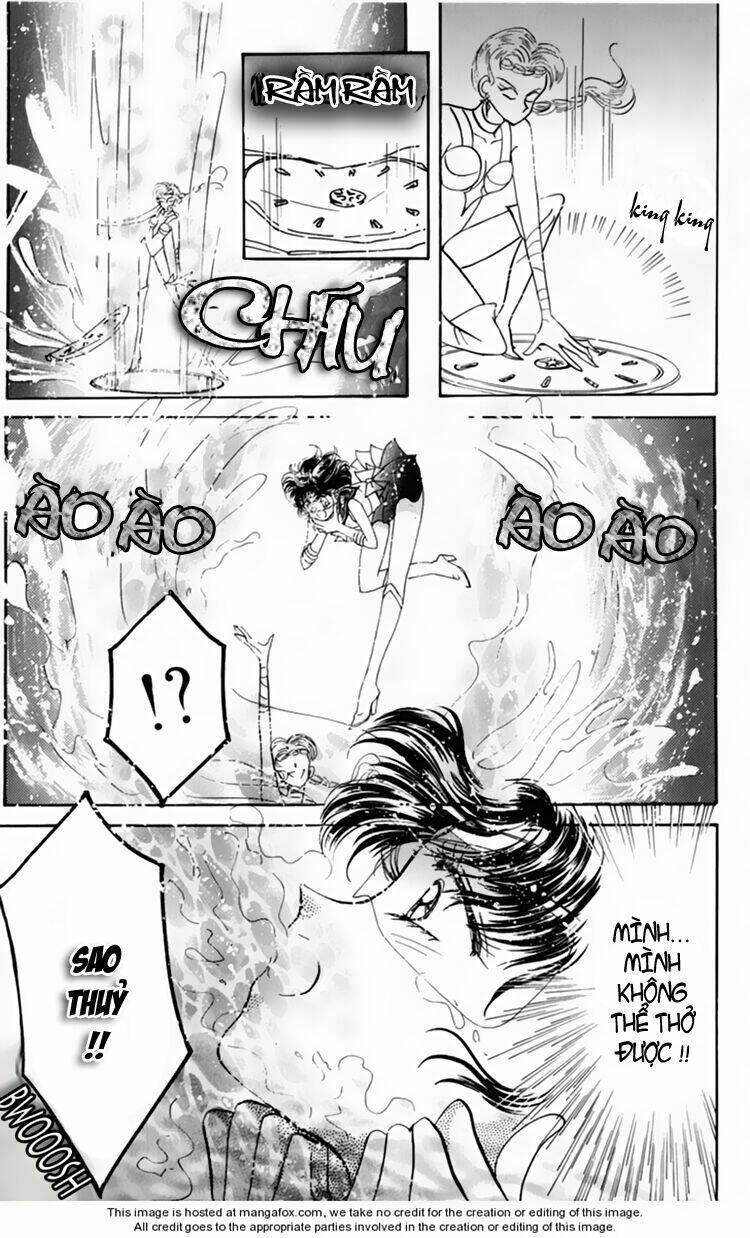 king king
RẦM RẦM
CHÍU
ÀO ÀO
ÀO ÀO
!?
MÌNH...
MÌNH
KHÔNG
THỂ THỞ
ĐƯỢC !!
SAO
THUỶ
!!
BWOOOSH
This image is hosted at mangafox.com, we take no credit for the creation or editing of this image.
All credit goes to the appropriate parties involved in the creation or editing of this image.